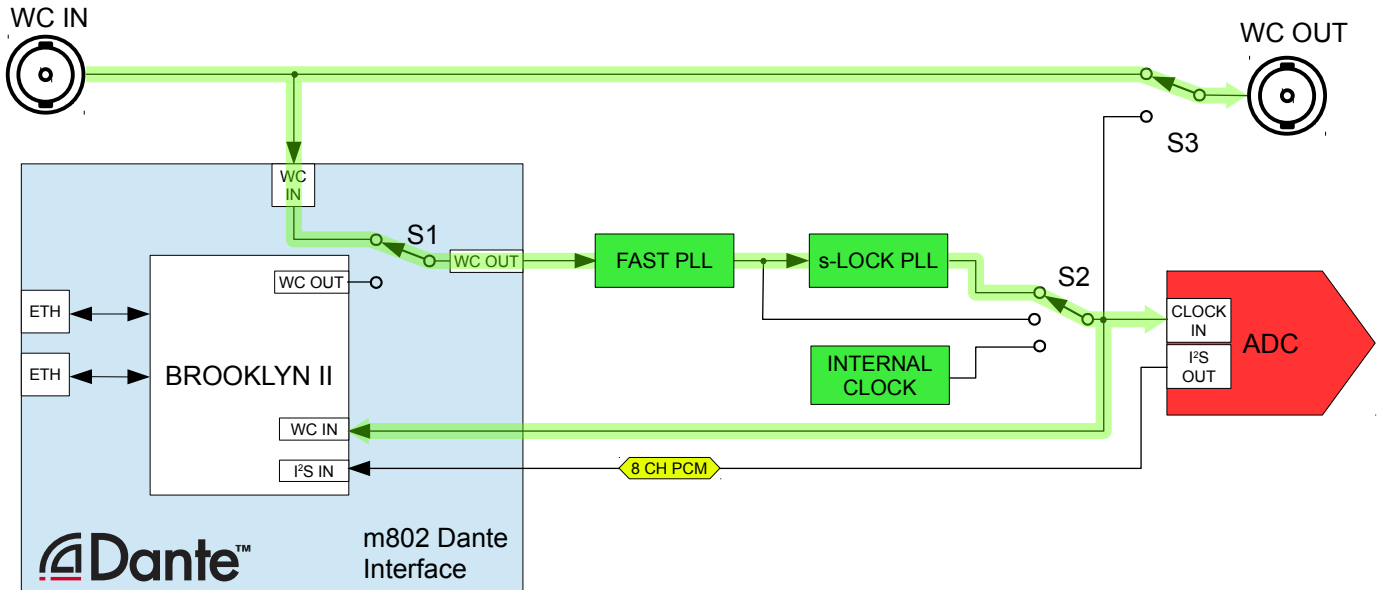 WC IN
WC OUT
S3
WC
IN
S1
WC OUT
FAST PLL
s-LOCK PLL
S2
WC OUT
ETH
CLOCK
IN
ADC
I²S
OUT
ETH
BROOKLYN II
INTERNAL
CLOCK
WC IN
I²S IN
8 CH PCM
Dante™
m802 Dante
Interface